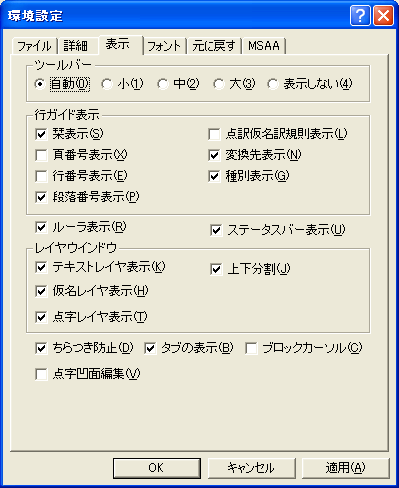 環境設定
ファイル 詳細 表示 フォント 元に戻す MSAA
ツールバー
自動(0) 小(1) 中(2) 大(3) 表示しない(4)
行ガイド表示
栞表示(S) 点訳仮名訳規則表示(L)
頁番号表示(X) 変換先表示(N)
行番号表示(E) 種別表示(G)
段落番号表示(P)
ルーラ表示(R) ステータスバー表示(U)
レイヤウインドウ
テキストレイヤ表示(K) 上下分割(J)
仮名レイヤ表示(H)
点字レイヤ表示(T)
ちらつき防止(D) タブの表示(B) ブロックカーソル(C)
点字凹面編集(V)
OK キャンセル 適用(A)